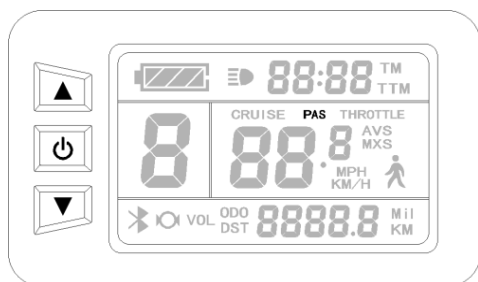 88:88 TM
TTM
CRUISE PAS THROTTLE
8 88.8 AVS
MXS
MPH
KM/H
VOL ODO 8888.8 Mil
DST KM